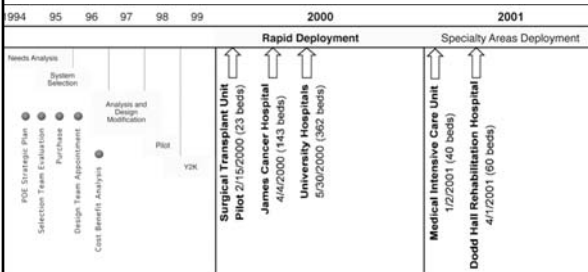 1994 95 96 97 98 99 2000 2001
Rapid Deployment Specialty Areas Deployment
Needs Analysis
System
Selection
Analysis and
Design
Modification
Pilot
Y2K
POE Strategic Plan
Selection Team Evaluation
Purchase
Design Team Appointment
Cost Benefit Analysis
Surgical Transplant Unit
Pilot 2/15/2000 (23 beds)
James Cancer Hospital
4/4/2000 (143 beds)
University Hospitals
5/30/2000 (362 beds)
Medical Intensive Care Unit
1/2/2001 (40 beds)
Dodd Hall Rehabilitation Hospital
4/1/2001 (60 beds)